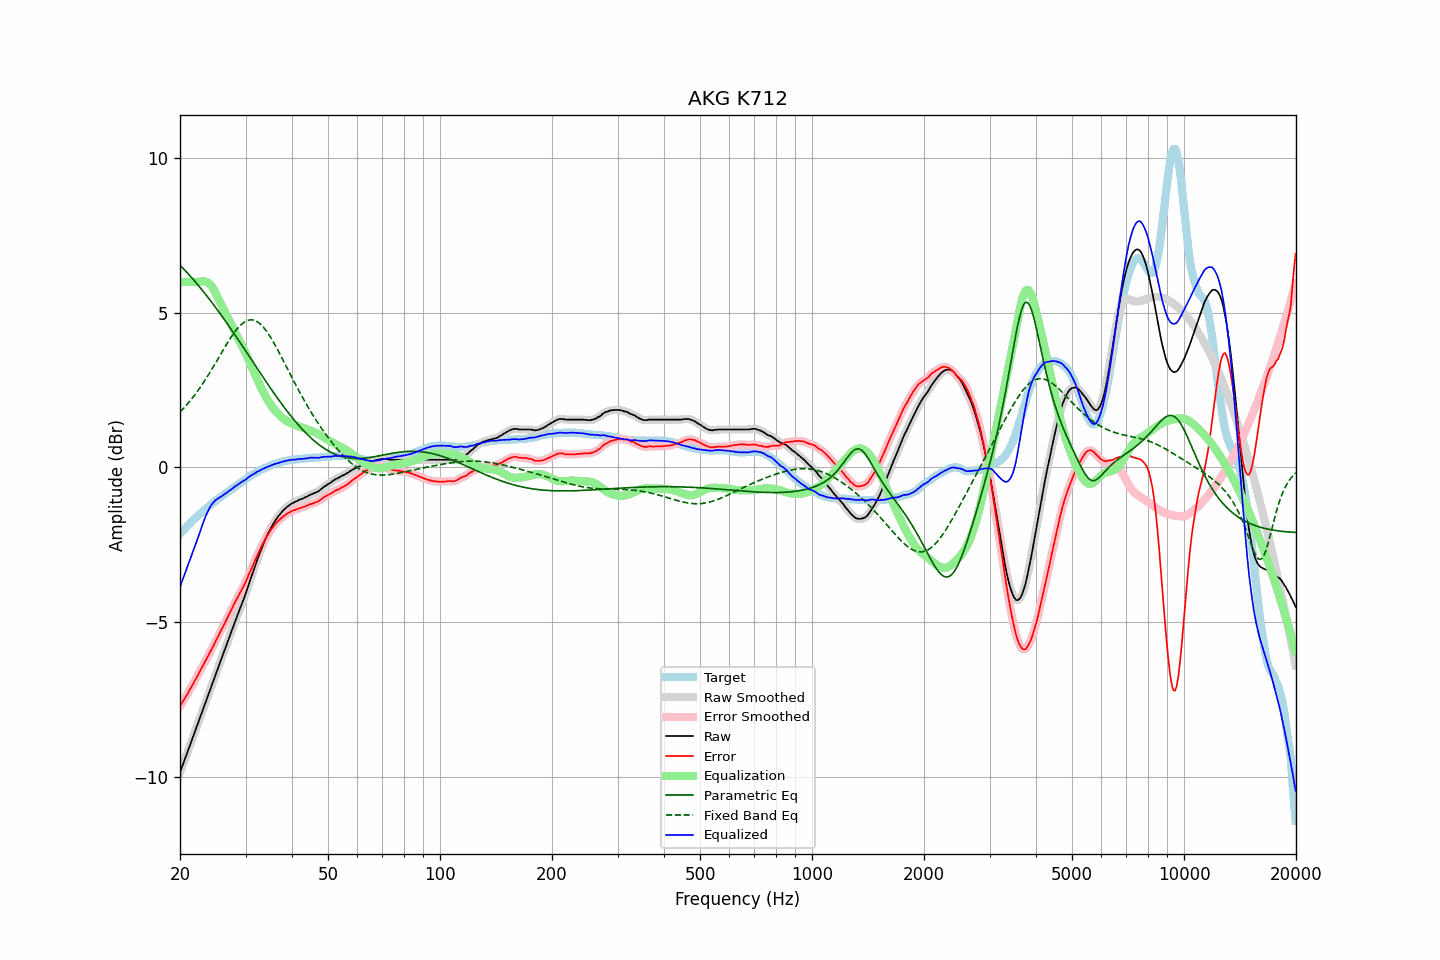 AKG K712
Amplitude (dBr)
10
5
0
−5
−10
Target
Raw Smoothed
Error Smoothed
Raw
Error
Equalization
Parametric Eq
Fixed Band Eq
Equalized
20 50 100 200 500 1000 2000 5000 10000 20000
Frequency (Hz)